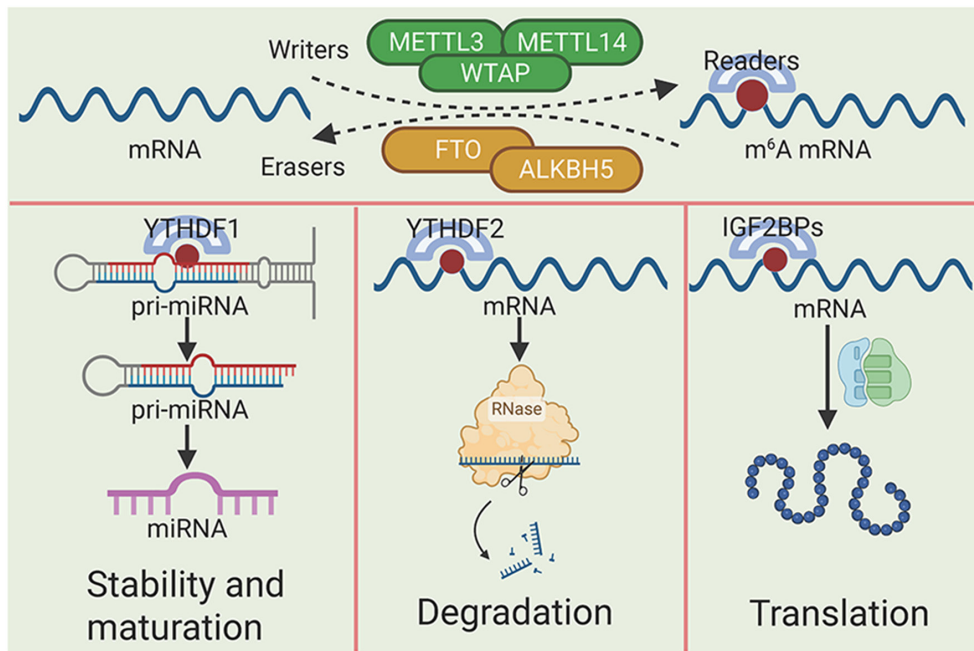 Writers
METTL3
METTL14
WTAP
Readers
mRNA
m⁶A mRNA
Erasers
FTO
ALKBH5
YTHDF1
pri-miRNA
pri-miRNA
miRNA
Stability and
maturation
YTHDF2
mRNA
RNase
Degradation
IGF2BPs
mRNA
Translation